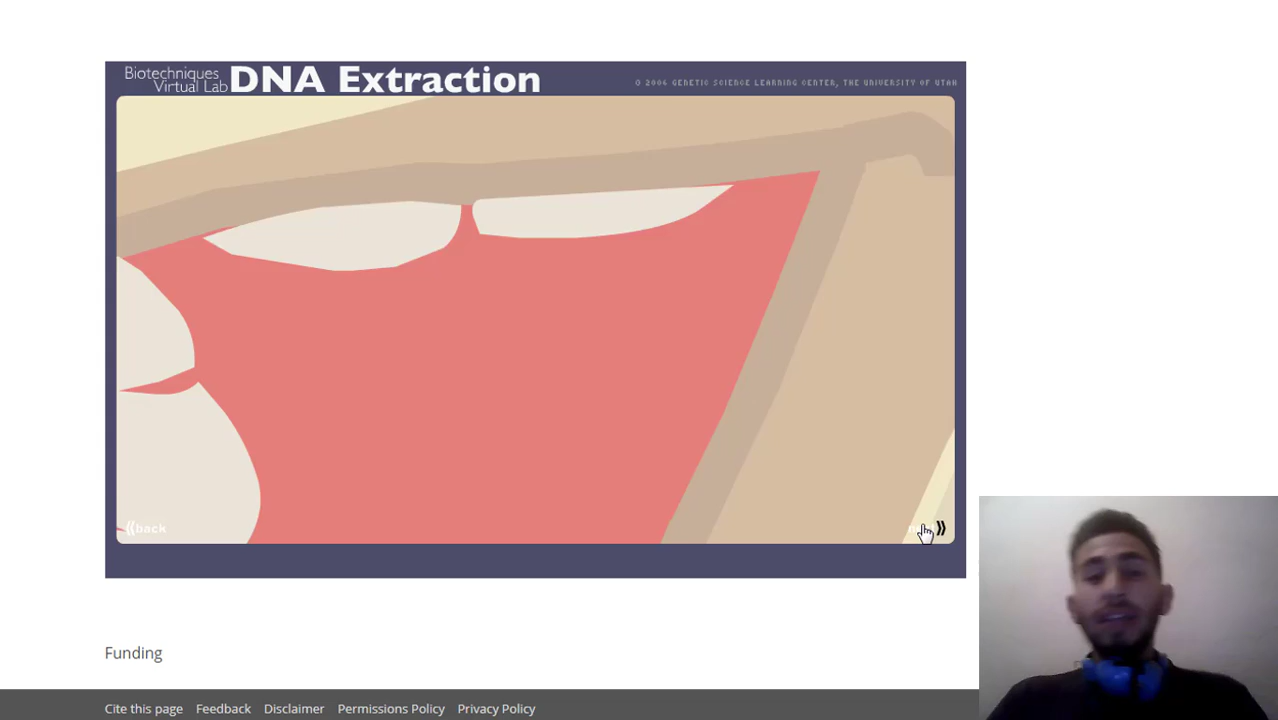 Biotechniques
Virtual Lab
DNA Extraction
© 2006 GENETIC SCIENCE LEARNING CENTER, THE UNIVERSITY OF UTAH
⟪back
⟫
Funding
Cite this page
Feedback
Disclaimer
Permissions Policy
Privacy Policy